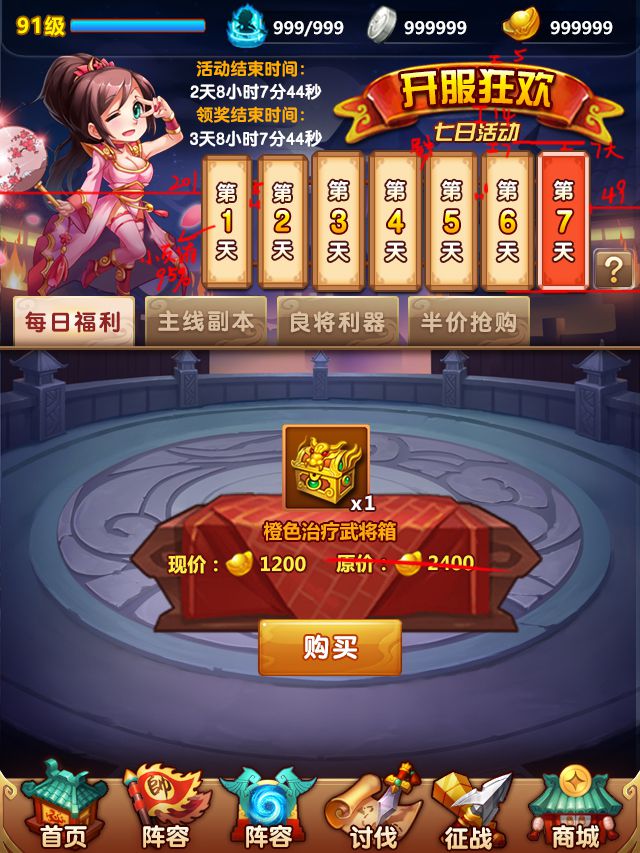 91级 999/999 999999 999999
活动结束时间：
2天8小时7分44秒
领奖结束时间：
3天8小时7分44秒
开服狂欢
七日活动
201
49
95%
第1天 第2天 第3天 第4天 第5天 第6天 第7天
?
每日福利 主线副本 良将利器 半价抢购
x1
橙色治疗武将箱
现价： 1200 原价： 2400
购买
首页 阵容 阵容 讨伐 征战 商城